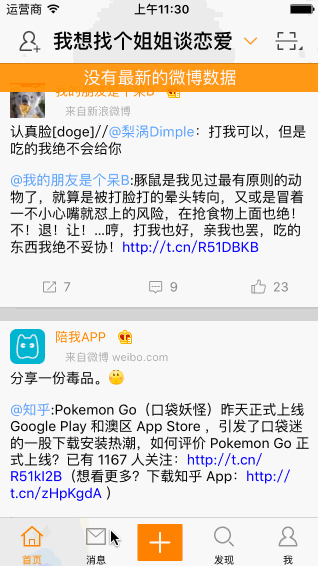 运营商 上午11:30
我想找个姐姐谈恋爱
没有最新的微博数据
我的朋友是个呆B
来自新浪微博
认真脸[doge]//@梨涡Dimple：打我可以，但是
吃的我绝不会给你
@我的朋友是个呆B:豚鼠是我见过最有原则的动
物了，就算是被打脸打的晕头转向，又或是冒着
一不小心嘴就怼上的风险，在抢食物上面也绝！
不！退！让！...哼，打我也好，亲我也罢，吃的
东西我绝不妥协！http://t.cn/R51DBKB
7 9 23
陪我APP
来自微博 weibo.com
分享一份毒品。
@知乎:Pokemon Go（口袋妖怪）昨天正式上线
Google Play 和澳区 App Store ，引发了口袋迷
的一股下载安装热潮，如何评价 Pokemon Go 正
式上线？已有 1167 人关注：http://t.cn/
R51kI2B（想看更多？下载知乎 App：http://
t.cn/zHpKgdA ）
首页 消息 发现 我